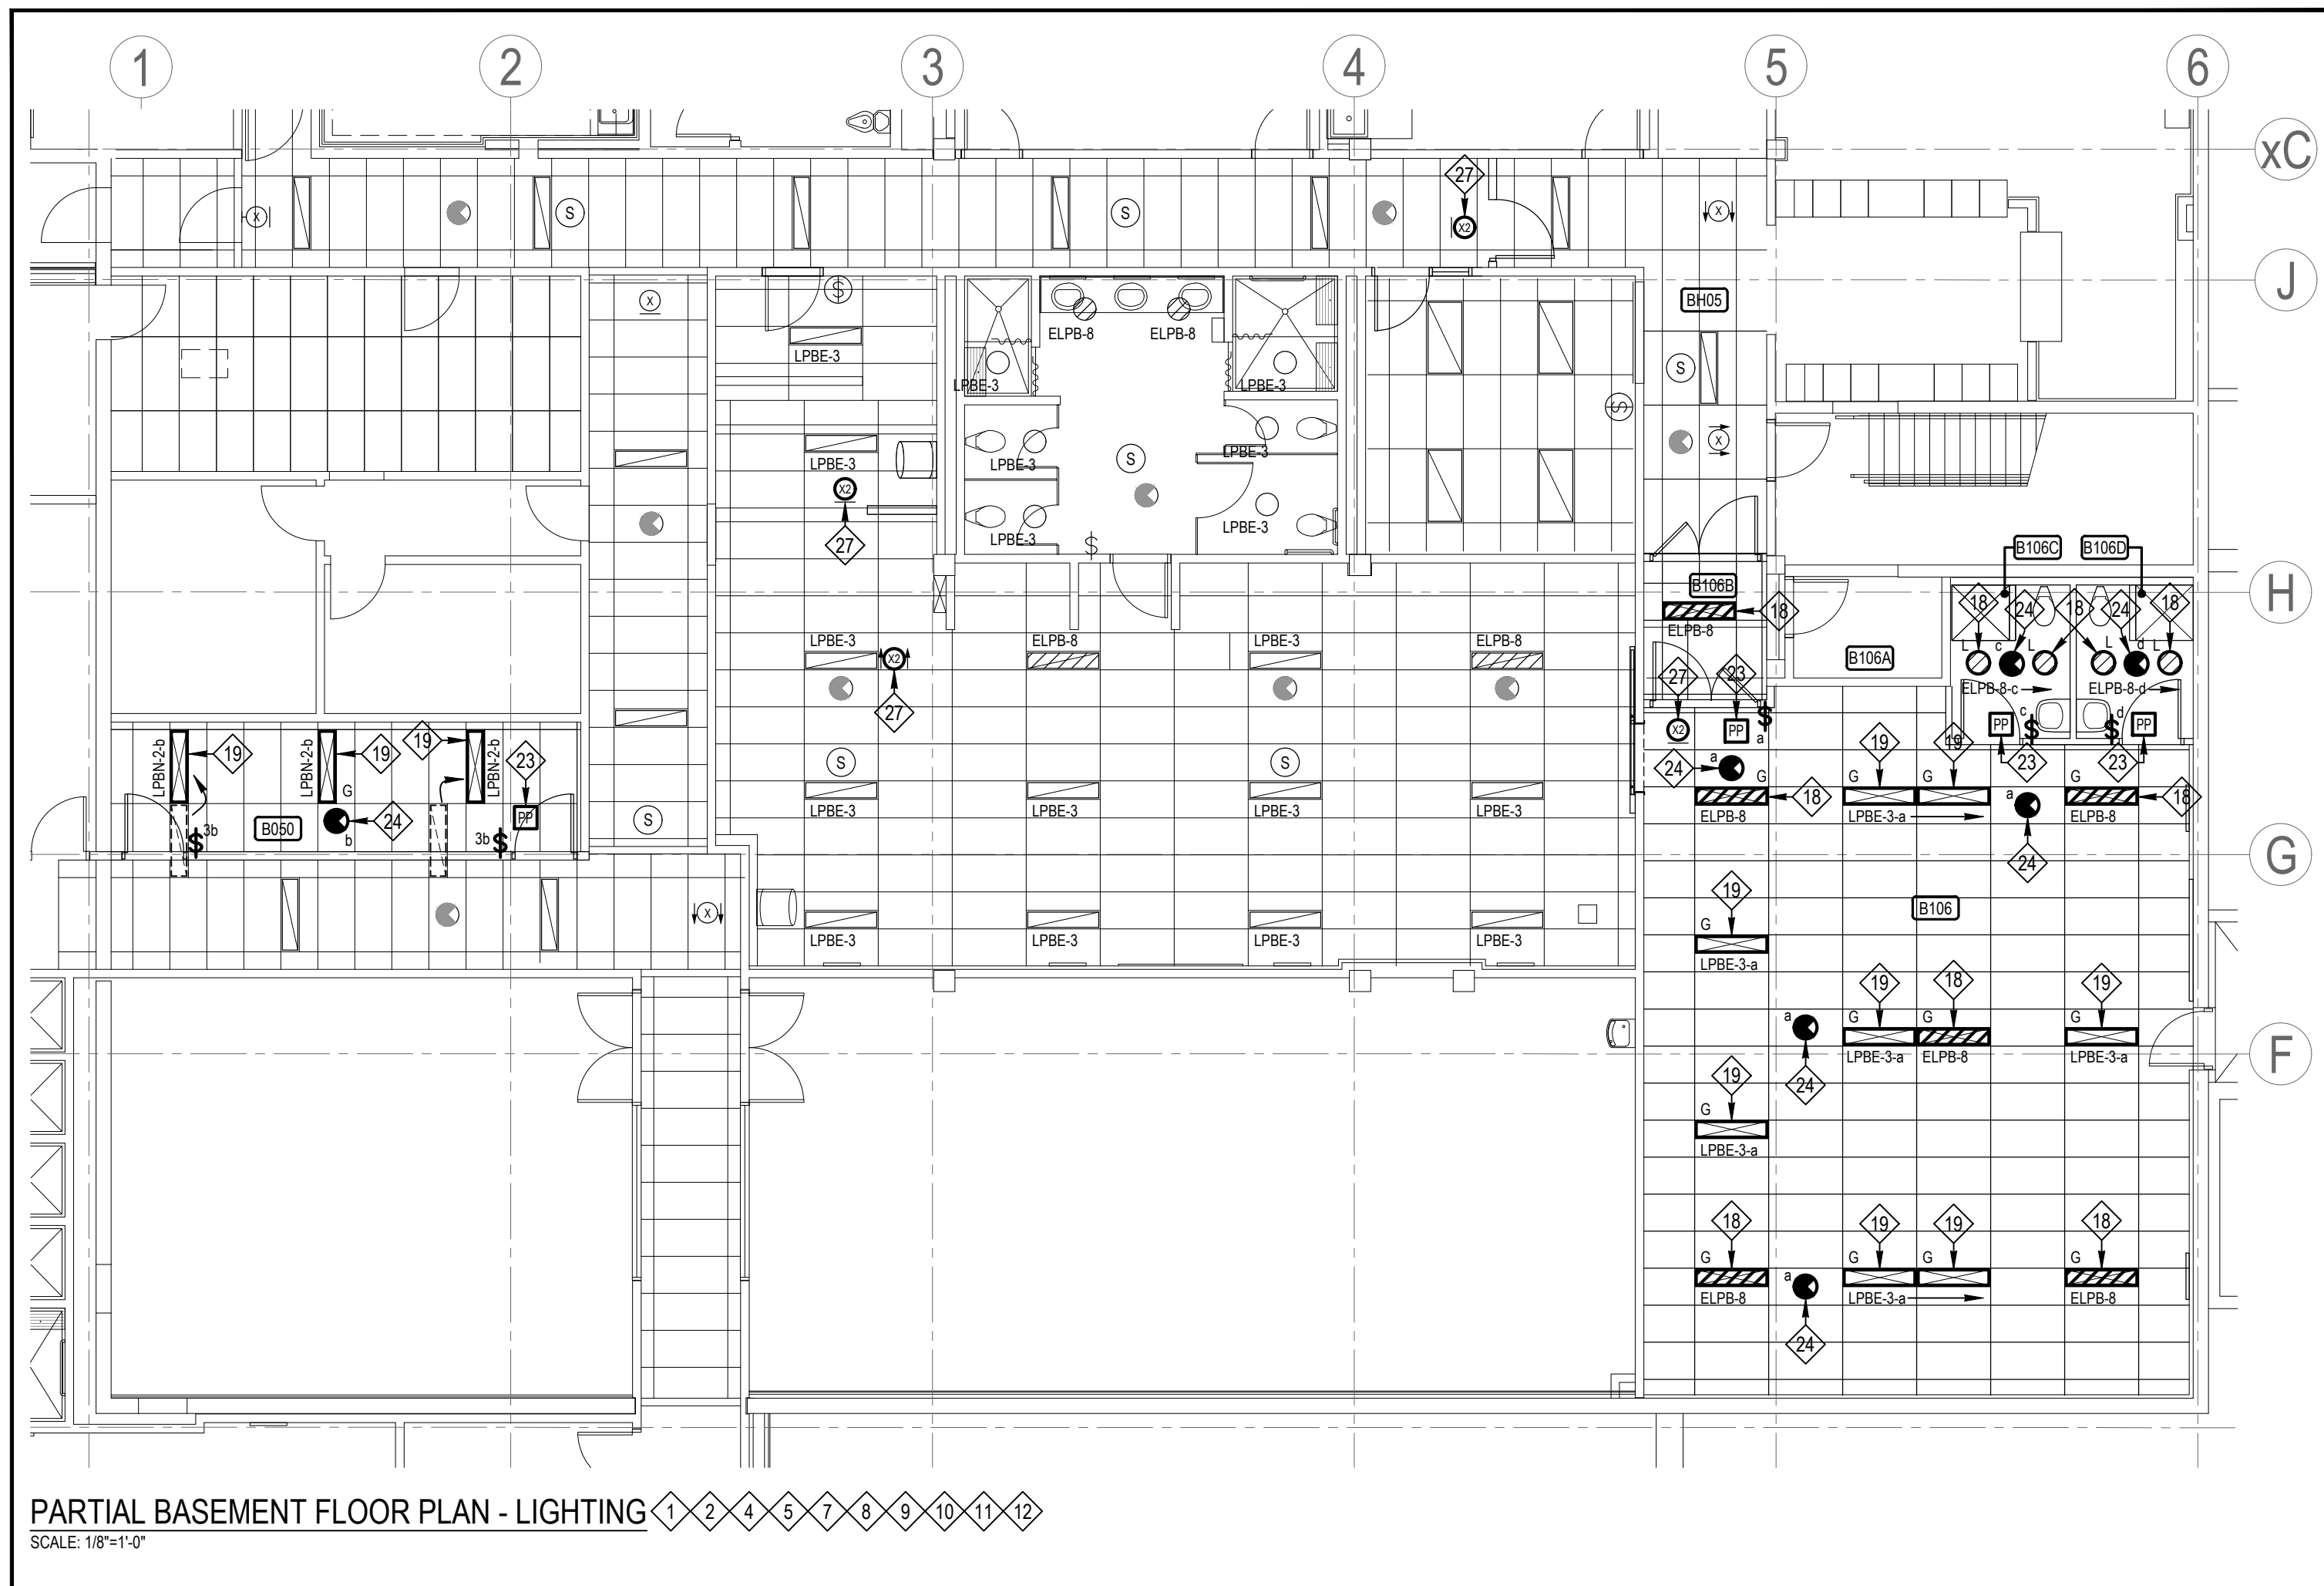 1 2 3 4 5 6
xC
27
X S S X2 X
J
X $ BH05
ELPB-8 ELPB-8
LPBE-3
S
LPBE-3 LPBE-3
$
X
LPBE-3 LPBE-3 LPBE-3
S
X2
LPBE-3 LPBE-3
27 $
B106C B106D
B106B H
18 18 24 18 24 18
ELPB-8
LPBE-3 ELPB-8 LPBE-3 ELPB-8
X2 B106A L c L L d L
27 23 ELPB-8-c ELPB-8-d
27
c d
X2 PP $ a PP $ $ PP
LPBN-2-b 19 LPBN-2-b 19 19 LPBN-2-b 23
19 19
S S 24 a 23 23
G G G G G
18 18
a
LPBE-3 LPBE-3 LPBE-3 LPBE-3 ELPB-8 LPBE-3-a ELPB-8
$ 3b B050 b 24 3b $ PP S
G
24
19
X B106
G
LPBE-3 LPBE-3 LPBE-3 LPBE-3
LPBE-3-a
19 18 19
a G G G
F
LPBE-3-a ELPB-8 LPBE-3-a
19 24
G
LPBE-3-a
18 19 19 18
G a G G G
ELPB-8 LPBE-3-a ELPB-8
24
PARTIAL BASEMENT FLOOR PLAN - LIGHTING 1 2 4 5 7 8 9 10 11 12
SCALE: 1/8"=1'-0"